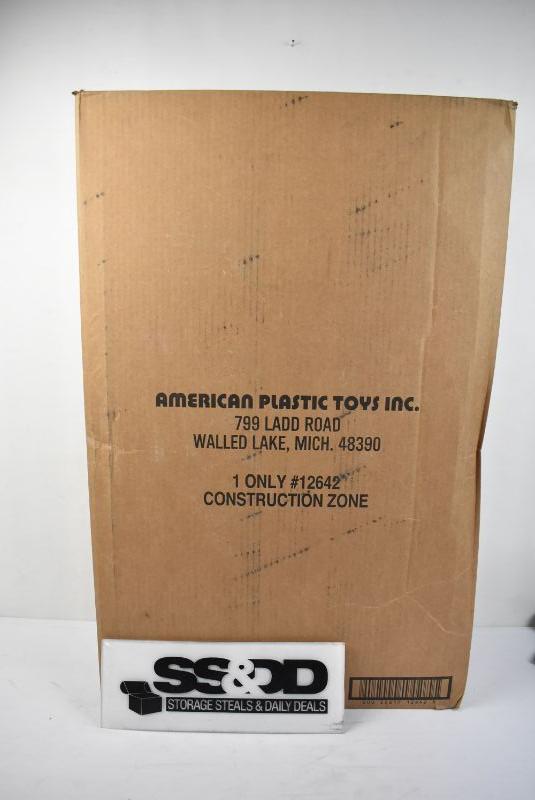 AMERICAN PLASTIC TOYS INC.
799 LADD ROAD
WALLED LAKE, MICH. 48390
1 ONLY #12642
CONSTRUCTION ZONE
SS&DD
STORAGE STEALS & DAILY DEALS